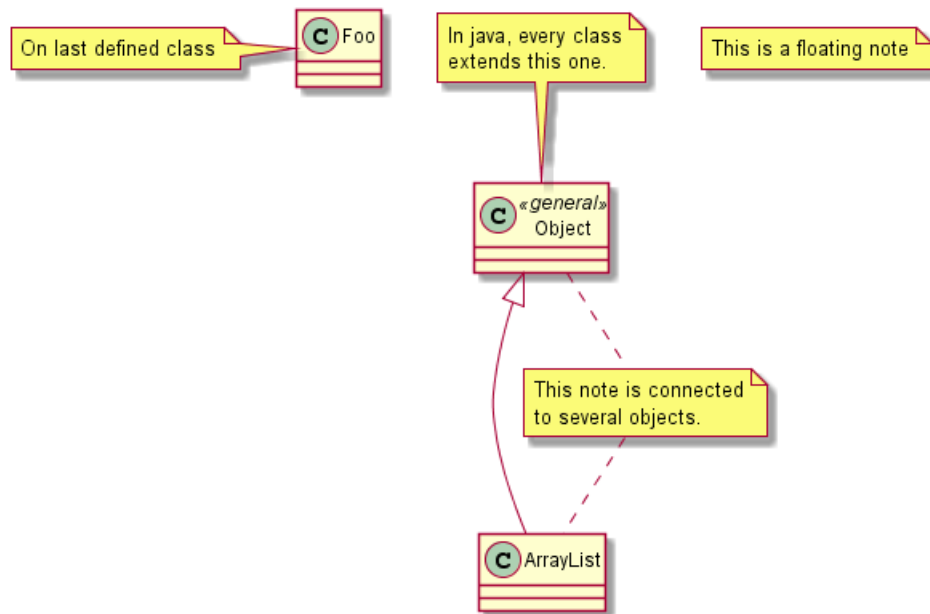 On last defined class
C Foo
In java, every class
extends this one.
This is a floating note
C «general»
Object
This note is connected
to several objects.
C ArrayList